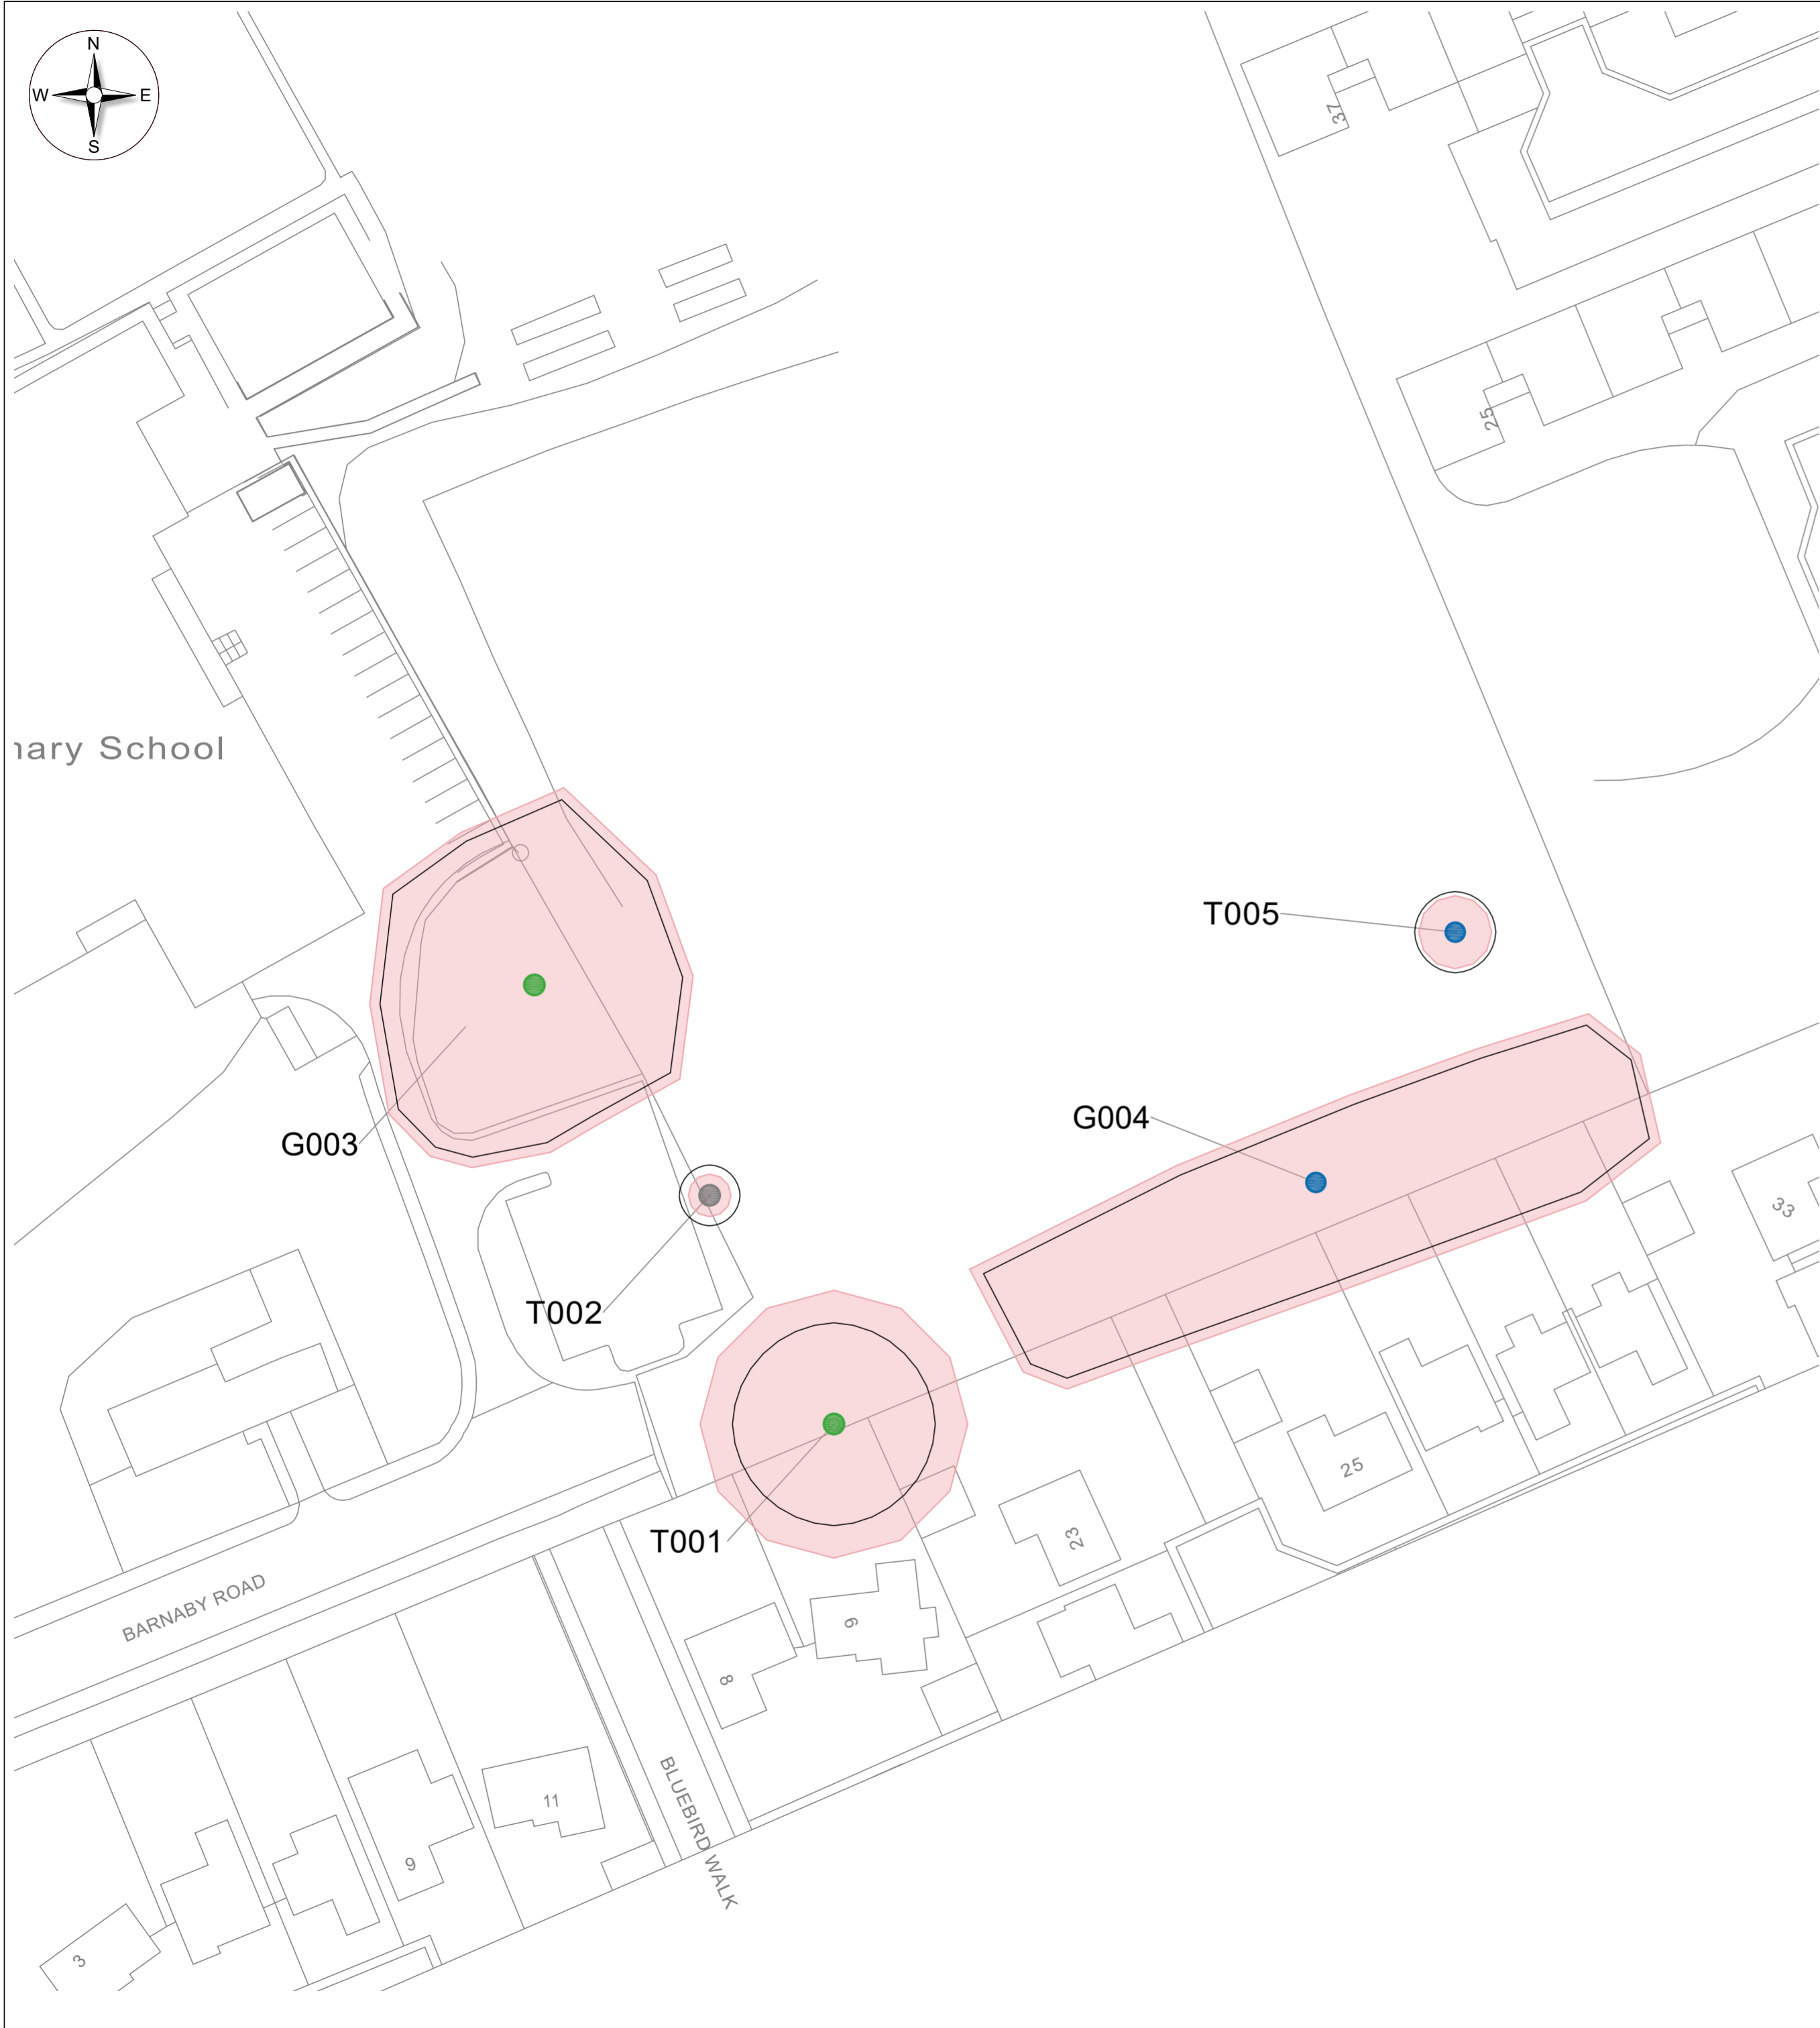 N
W E
S
37
25
nary School
T005
G004
G003
33
T002
T001
25
23
9
8
BARNABY ROAD
11
BLUEBIRD WALK
9
3